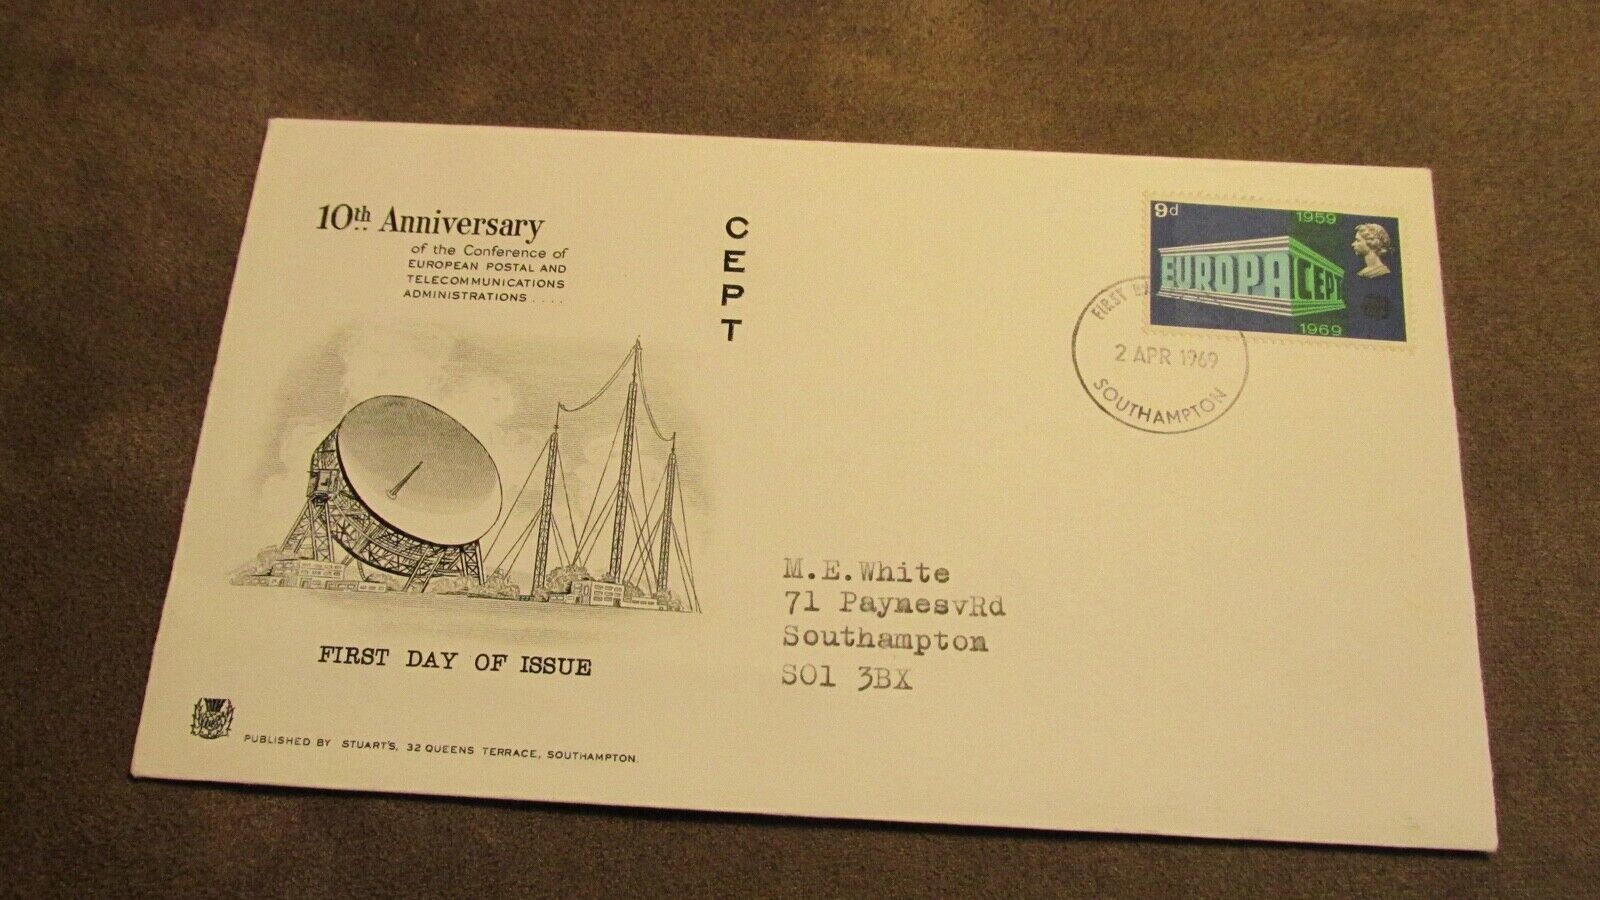 10th Anniversary
of the Conference of
EUROPEAN POSTAL AND
TELECOMMUNICATIONS
ADMINISTRATIONS ....
C
E
P
T
9d
1959
EUROPA CEPT
1969
FIRST
2 APR 1969
SOUTHAMPTON
M.E.White
71 PaynesvRd
Southampton
SO1 3BX
FIRST DAY OF ISSUE
PUBLISHED BY STUART'S, 32 QUEENS TERRACE, SOUTHAMPTON.